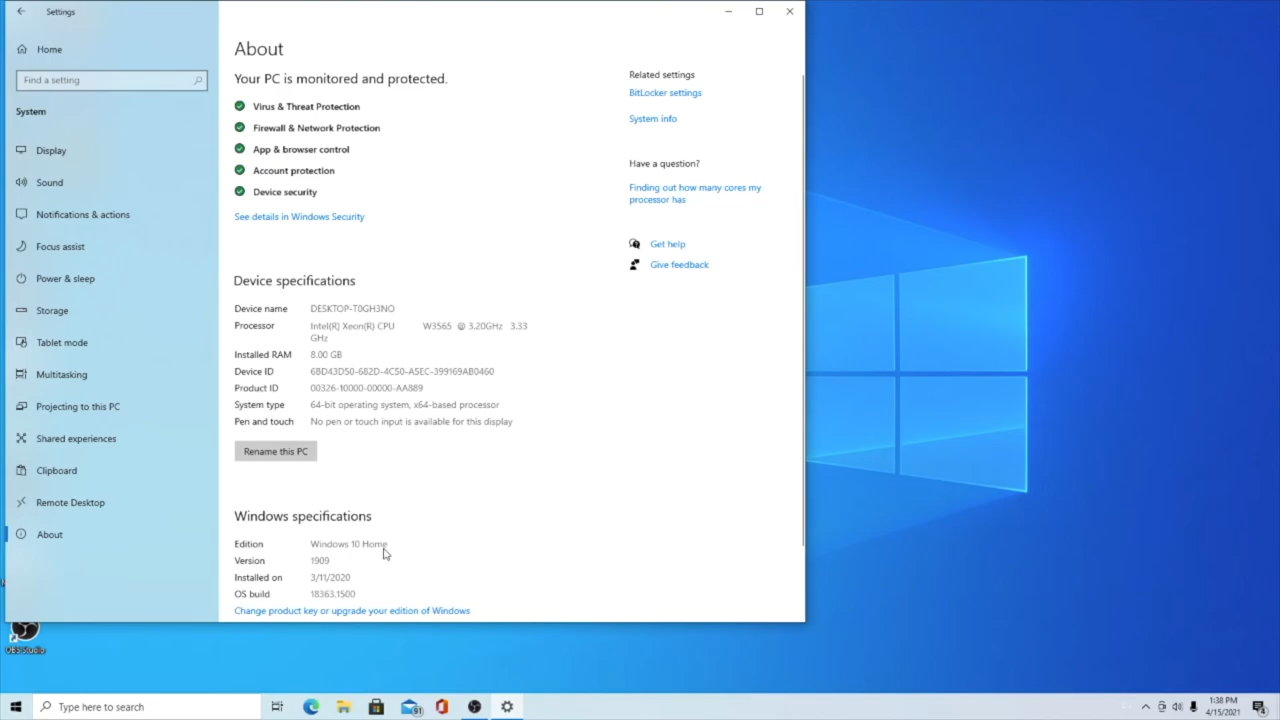 Settings
Home
Find a setting
System
Display
Sound
Notifications & actions
Focus assist
Power & sleep
Storage
Tablet mode
Multitasking
Projecting to this PC
Shared experiences
Clipboard
Remote Desktop
About
About
Your PC is monitored and protected.
Virus & Threat Protection
Firewall & Network Protection
App & browser control
Account protection
Device security
See details in Windows Security
Device specifications
Device name DESKTOP-T0GH3NO
Processor Intel(R) Xeon(R) CPU W3565 @ 3.20GHz 3.33
GHz
Installed RAM 8.00 GB
Device ID 6BD43D50-682D-4C50-A5EC-399169AB0460
Product ID 00326-10000-00000-AA889
System type 64-bit operating system, x64-based processor
Pen and touch No pen or touch input is available for this display
Rename this PC
Windows specifications
Edition Windows 10 Home
Version 1909
Installed on 3/11/2020
OS build 18363.1500
Change product key or upgrade your edition of Windows
Related settings
BitLocker settings
System info
Have a question?
Finding out how many cores my
processor has
Get help
Give feedback
OBS Studio
Type here to search
91
1:38 PM
4/15/2021
4